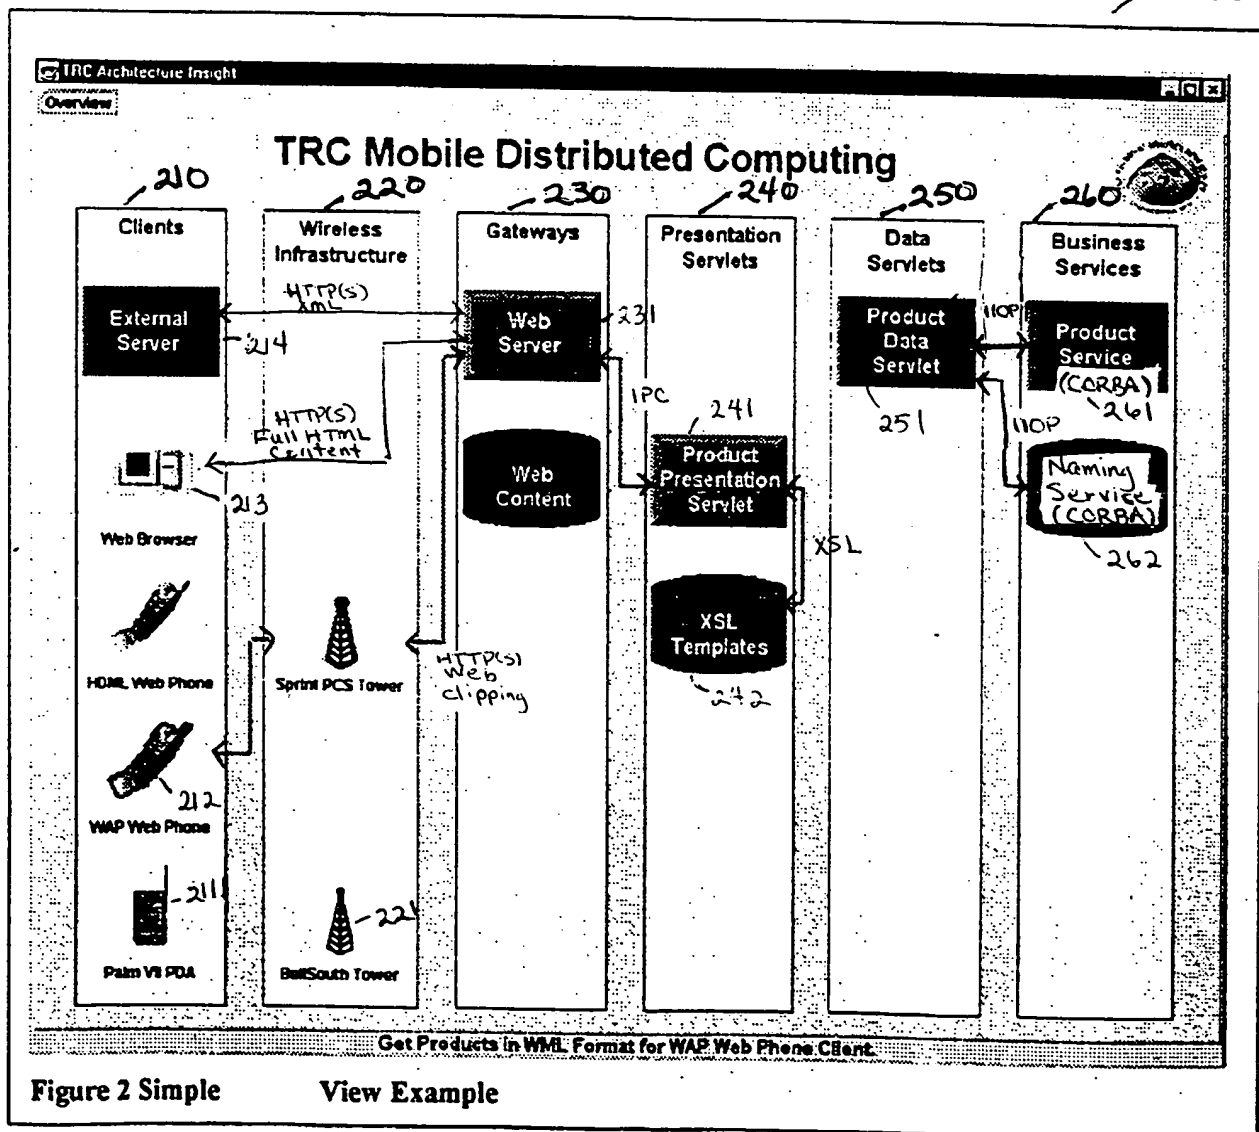 TRC Architecture Insight
Overview
TRC Mobile Distributed Computing
210
220
230
240
250
260
Clients
Wireless
Infrastructure
Gateways
Presentation
Servlets
Data
Servlets
Business
Services
External
Server
214
HTTP(S)
XML
Web
Server
231
Product
Data
Servlet
251
IIOP
Product
Service
(CORBA)
261
IPC
HTTP(S)
Full HTML
Content
213
Web Browser
Web
Content
241
Product
Presentation
Servlet
XSL
IIOP
Naming
Service
(CORBA)
262
HDML Web Phone
Sprint PCS Tower
HTTP(S)
Web
Clipping
XSL
Templates
242
212
WAP Web Phone
2111
Palm VII PDA
221
BellSouth Tower
Get Products in WML Format for WAP Web Phone Client.
Figure 2 Simple View Example